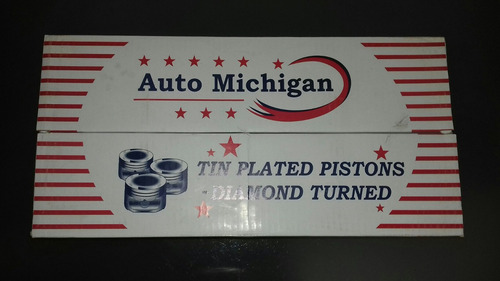 Auto Michigan
TIN PLATED PISTONS
- DIAMOND TURNED